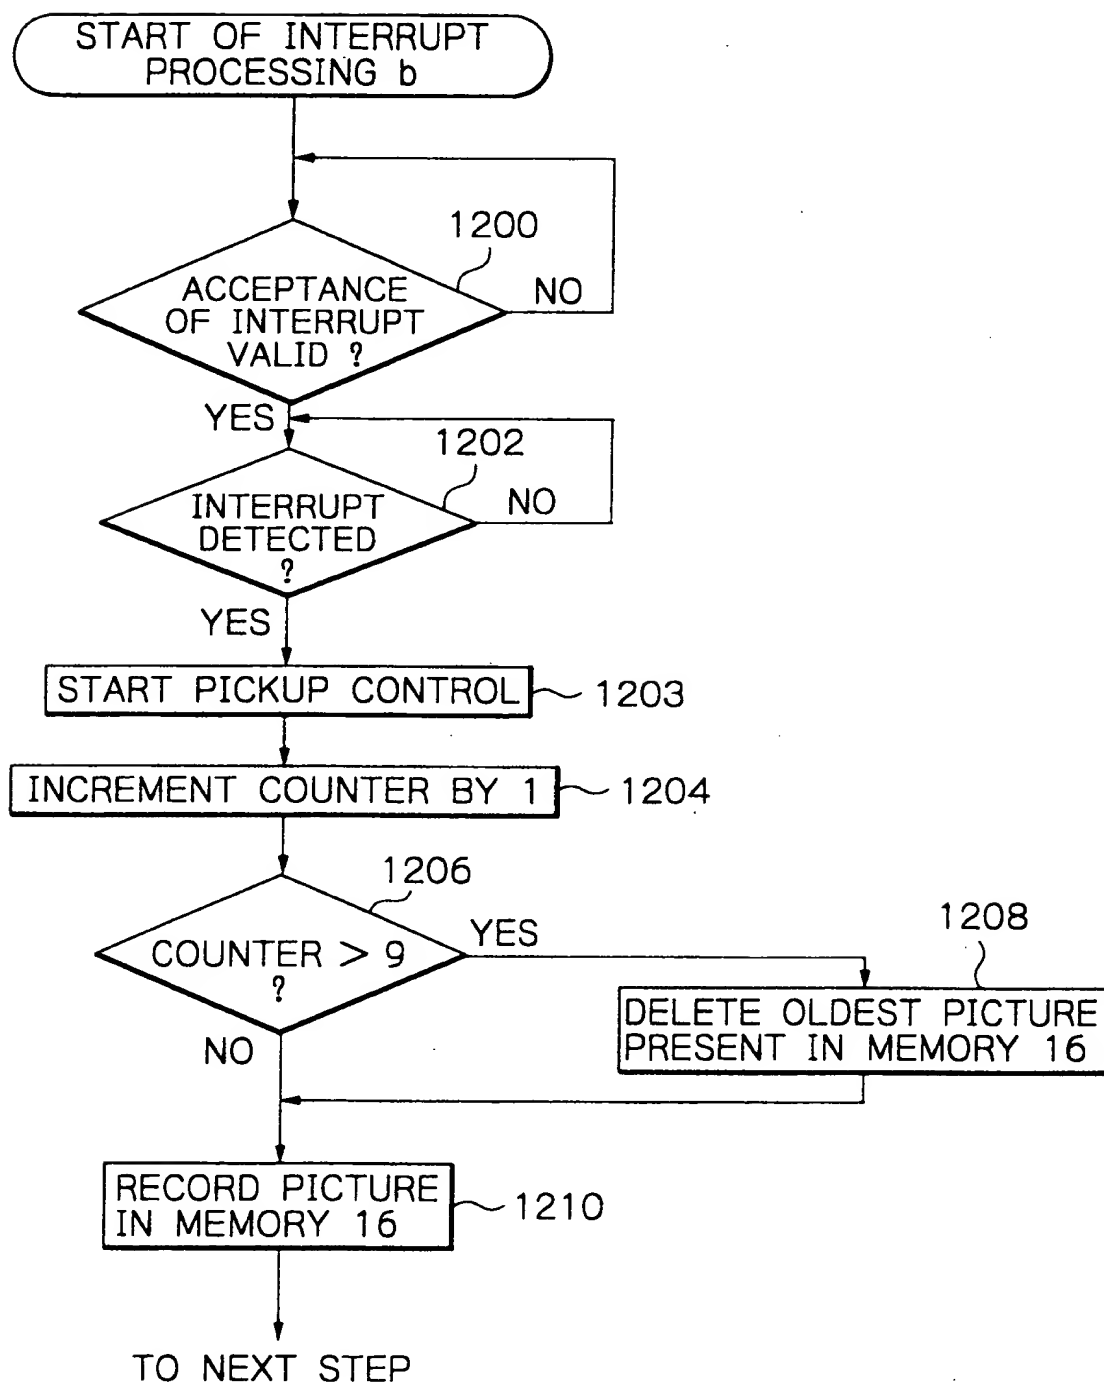 START OF INTERRUPT
PROCESSING b
1200
ACCEPTANCE
OF INTERRUPT
VALID ?
NO
YES
1202
INTERRUPT
DETECTED
?
NO
YES
START PICKUP CONTROL
1203
INCREMENT COUNTER BY 1
1204
1206
COUNTER > 9
?
YES
NO
1208
DELETE OLDEST PICTURE
PRESENT IN MEMORY 16
RECORD PICTURE
IN MEMORY 16
1210
TO NEXT STEP